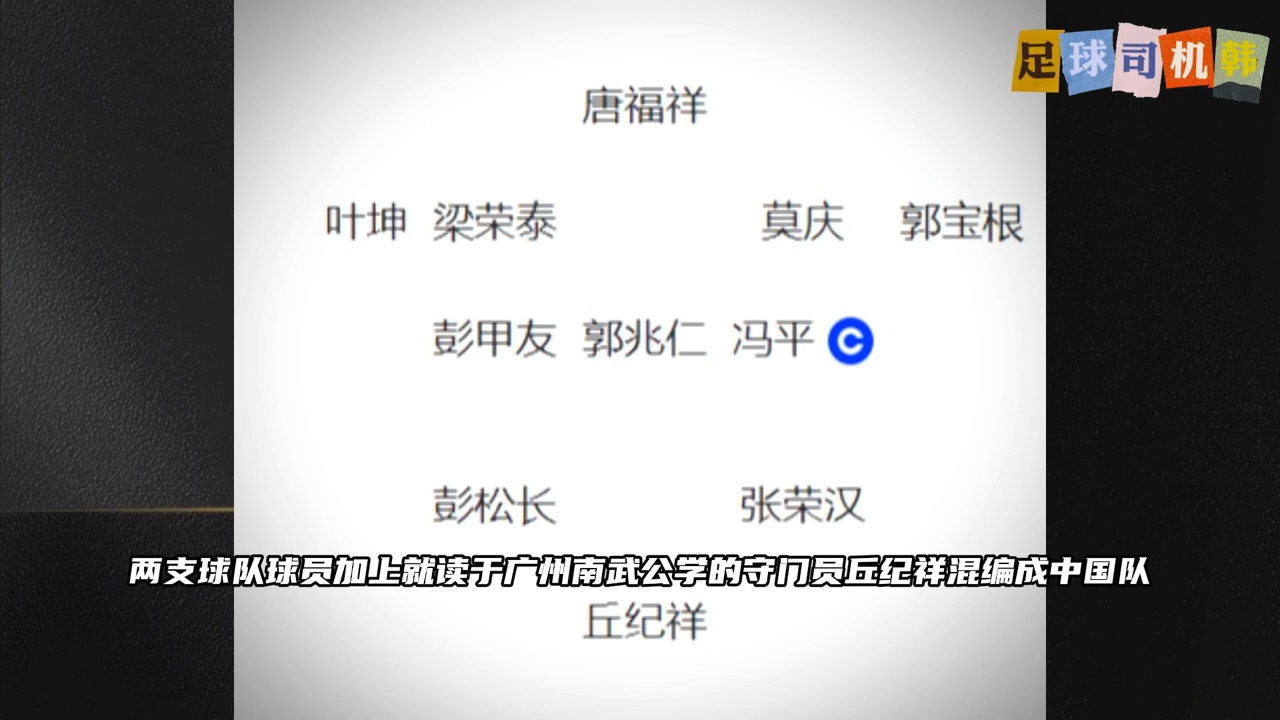 足球司机韩
唐福祥
叶坤 梁荣泰 莫庆 郭宝根
彭甲友 郭兆仁 冯平 C
彭松长 张荣汉
两支球队球员加上就读于广州南武公学的守门员丘纪祥混编成中国队
丘纪祥